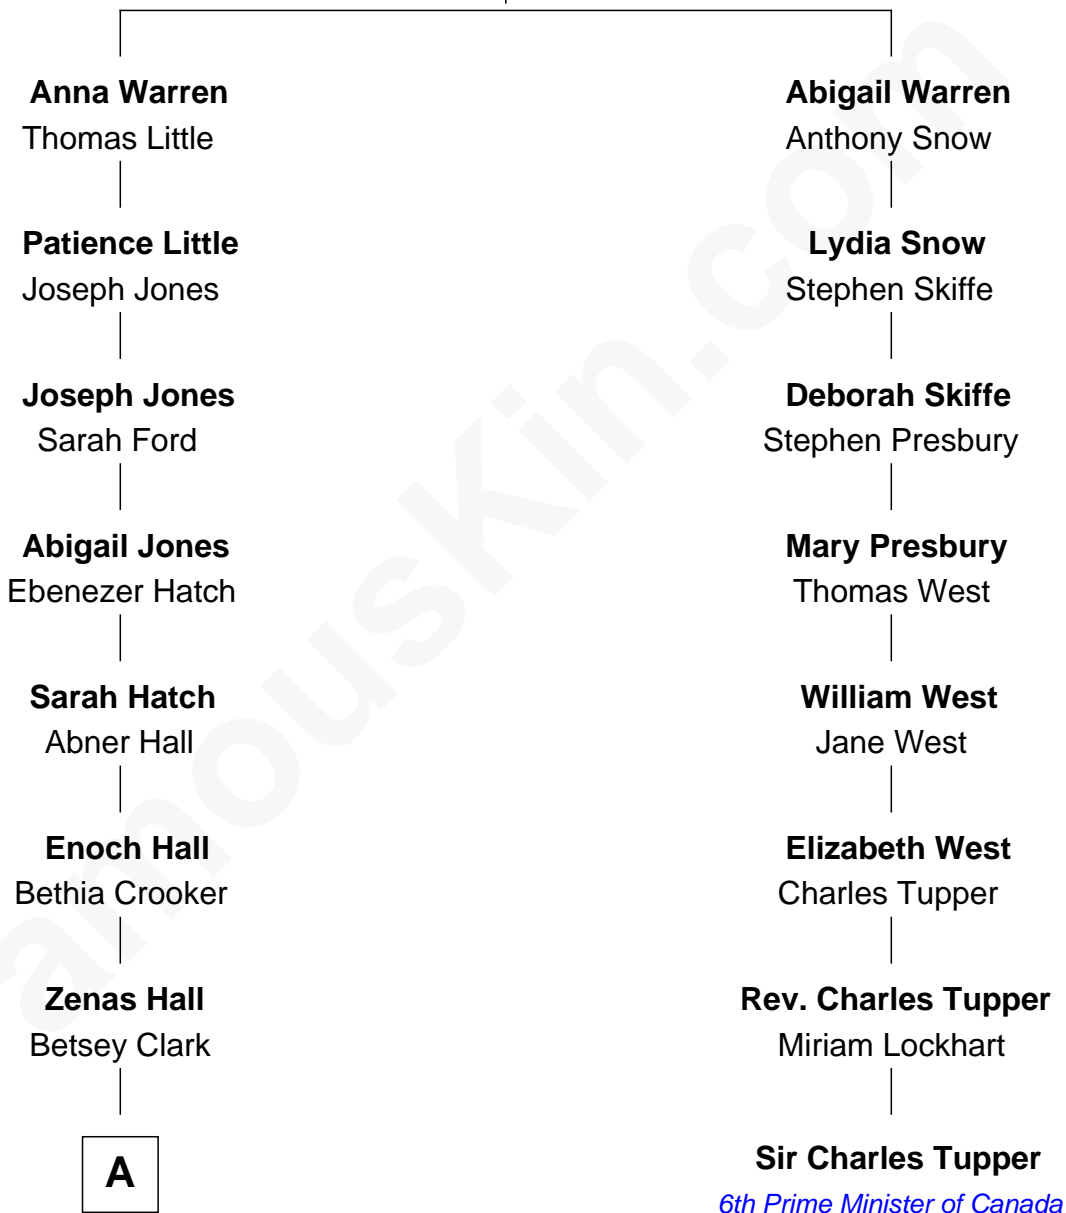 Anna Warren
Thomas Little
Patience Little
Joseph Jones
Joseph Jones
Sarah Ford
Abigail Jones
Ebenezer Hatch
Sarah Hatch
Abner Hall
Enoch Hall
Bethia Crooker
Zenas Hall
Betsey Clark
A
Abigail Warren
Anthony Snow
Lydia Snow
Stephen Skiffe
Deborah Skiffe
Stephen Presbury
Mary Presbury
Thomas West
William West
Jane West
Elizabeth West
Charles Tupper
Rev. Charles Tupper
Miriam Lockhart
Sir Charles Tupper
6th Prime Minister of Canada
amousKin.com